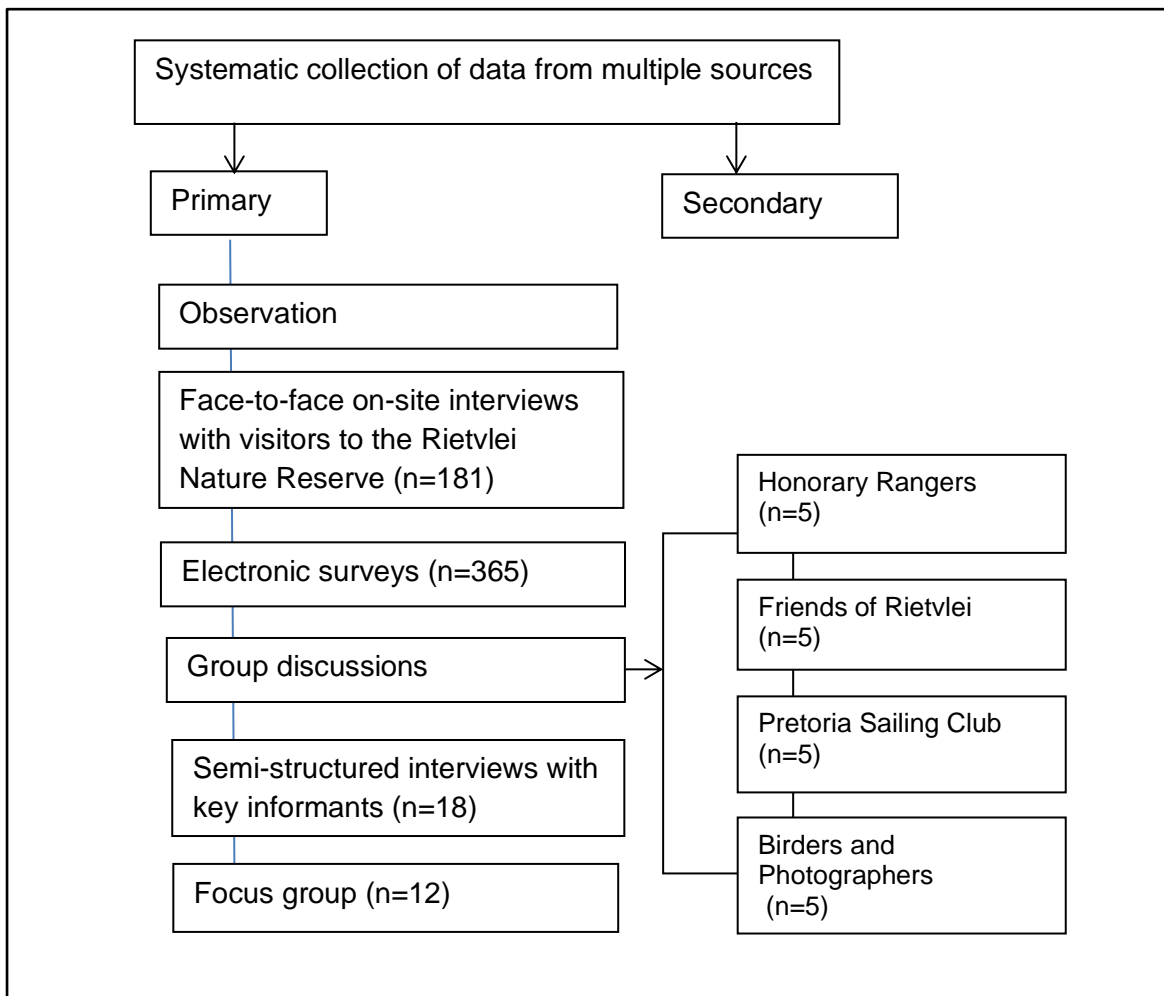 Systematic collection of data from multiple sources
Primary
Secondary
Observation
Face-to-face on-site interviews
with visitors to the Rietvlei
Nature Reserve (n=181)
Electronic surveys (n=365)
Group discussions
Semi-structured interviews with
key informants (n=18)
Focus group (n=12)
Honorary Rangers
(n=5)
Friends of Rietvlei
(n=5)
Pretoria Sailing Club
(n=5)
Birders and
Photographers
(n=5)